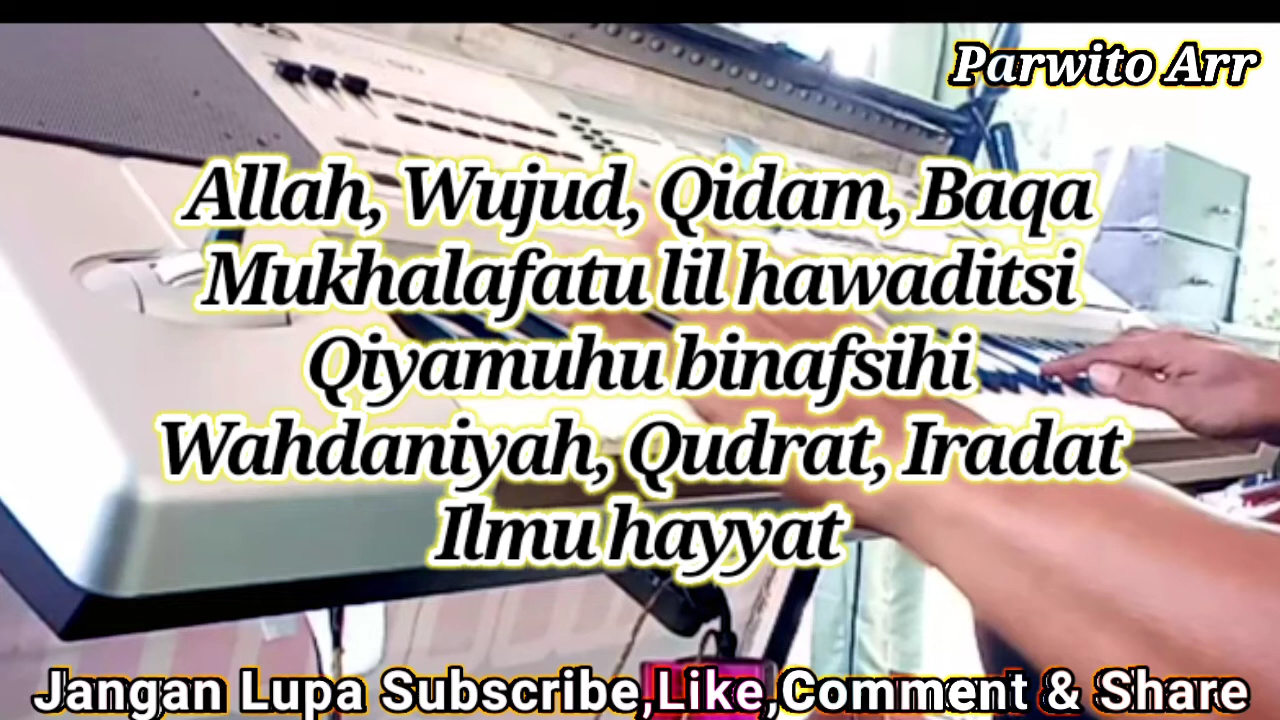 Parwito Arr
Allah, Wujud, Qidam, Baqa
Mukhalafatu lil hawaditsi
Qiyamuhu binafsihi
Wahdaniyah, Qudrat, Iradat
Ilmu hayyat
Jangan Lupa Subscribe,Like,Comment & Share